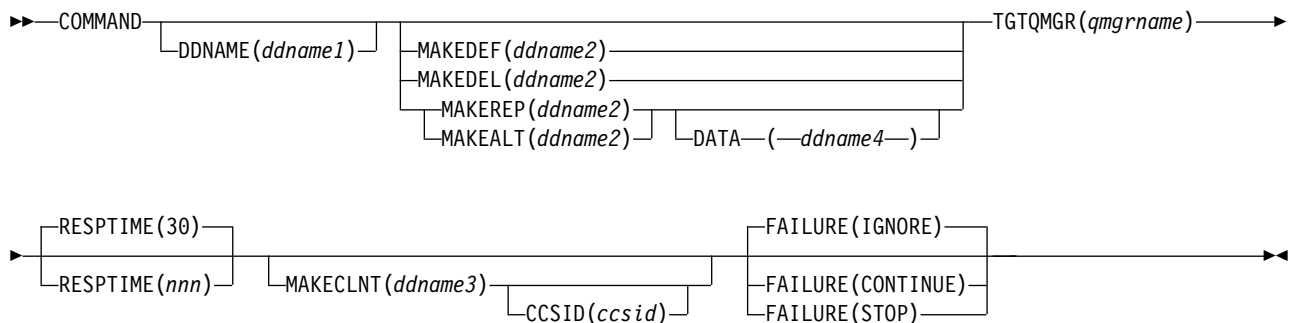 COMMAND
DDNAME(ddname1)
MAKEDEF(ddname2)
MAKEDEL(ddname2)
MAKEREP(ddname2)
MAKEALT(ddname2)
DATA ( ddname4 )
TGTQMGR(qmgrname)
RESPTIME(30)
RESPTIME(nnn)
MAKECLNT(ddname3)
CCSID(ccsid)
FAILURE(IGNORE)
FAILURE(CONTINUE)
FAILURE(STOP)